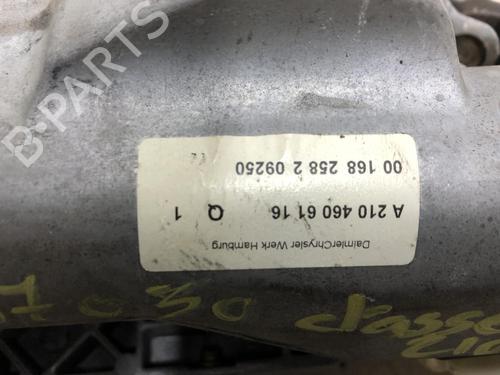 DaimlerChrysler Werk Hamburg
A 210 460 61 16 Q 1
00 168 258 2 09250
B-Parts